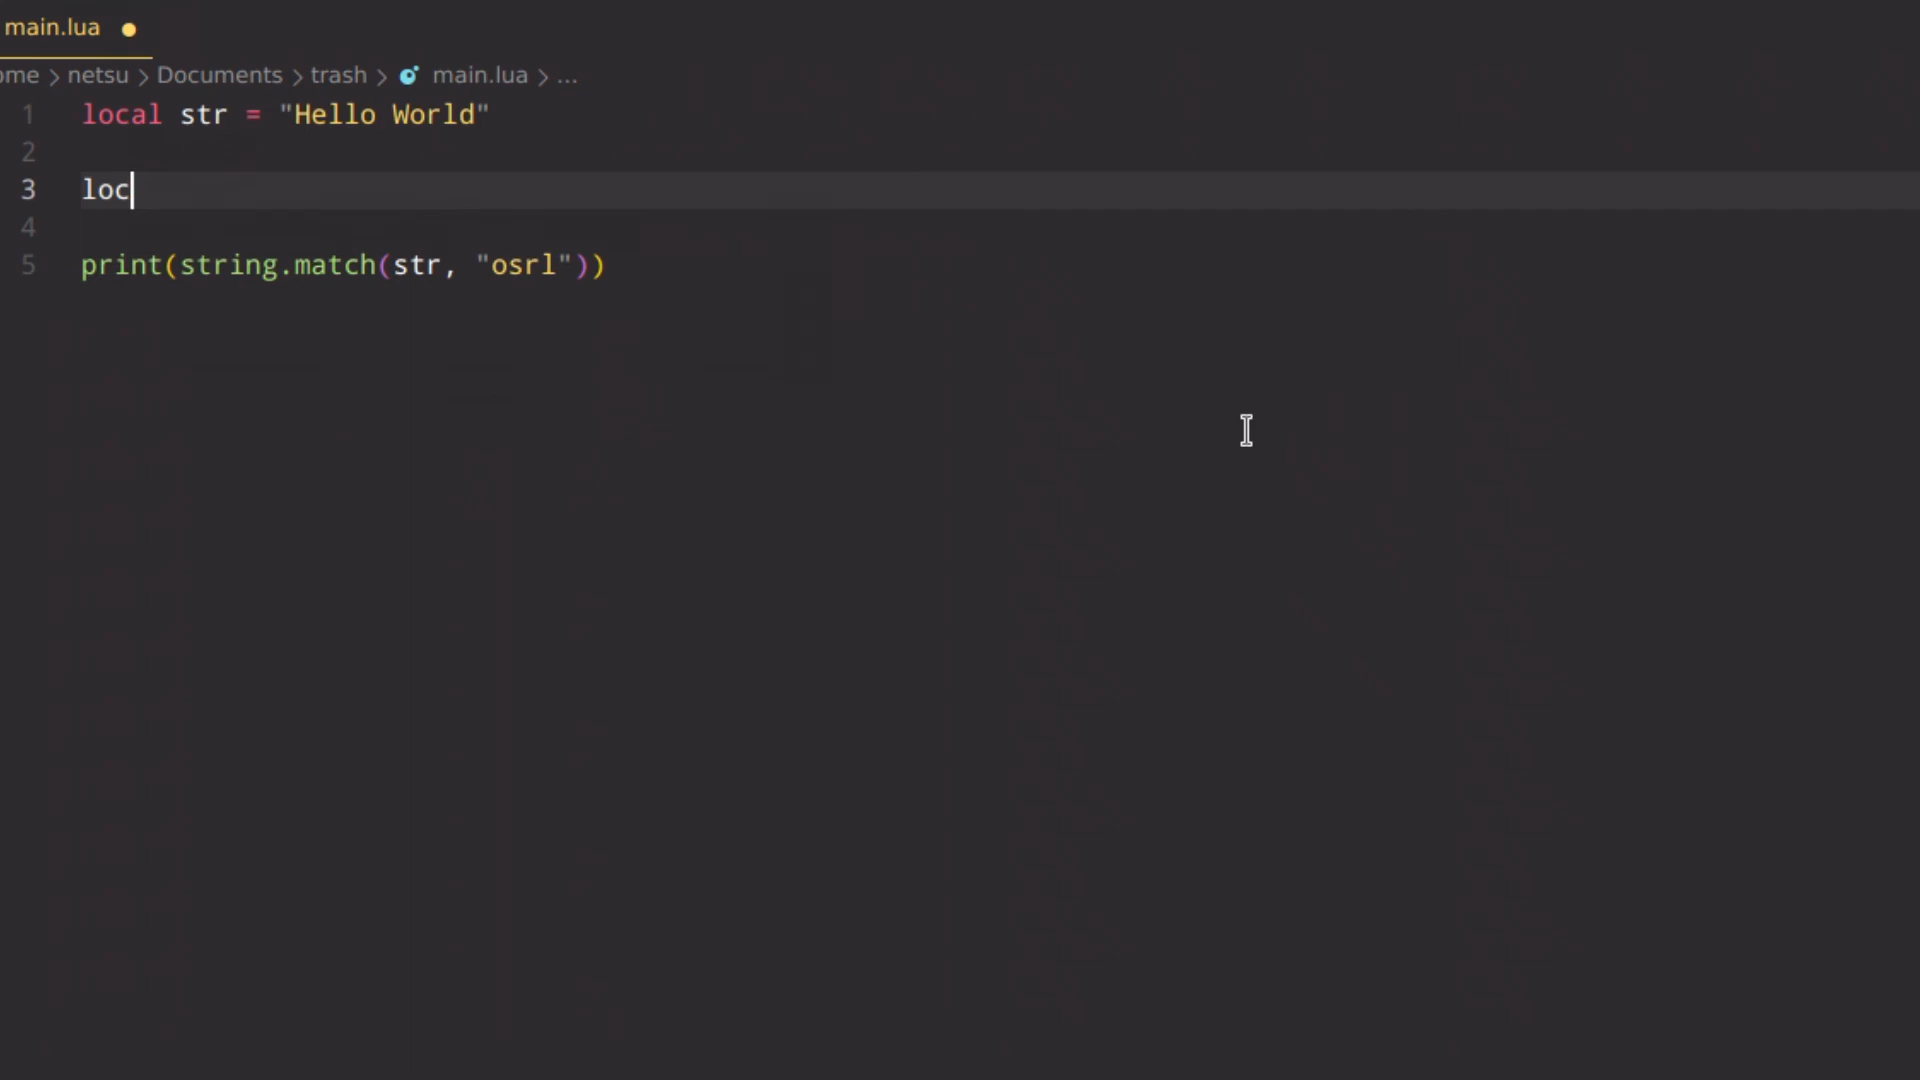 main.lua
ome > netsu > Documents > trash > main.lua > ...
1 local str = "Hello World"
2
3 loc
4
5 print(string.match(str, "osrl"))